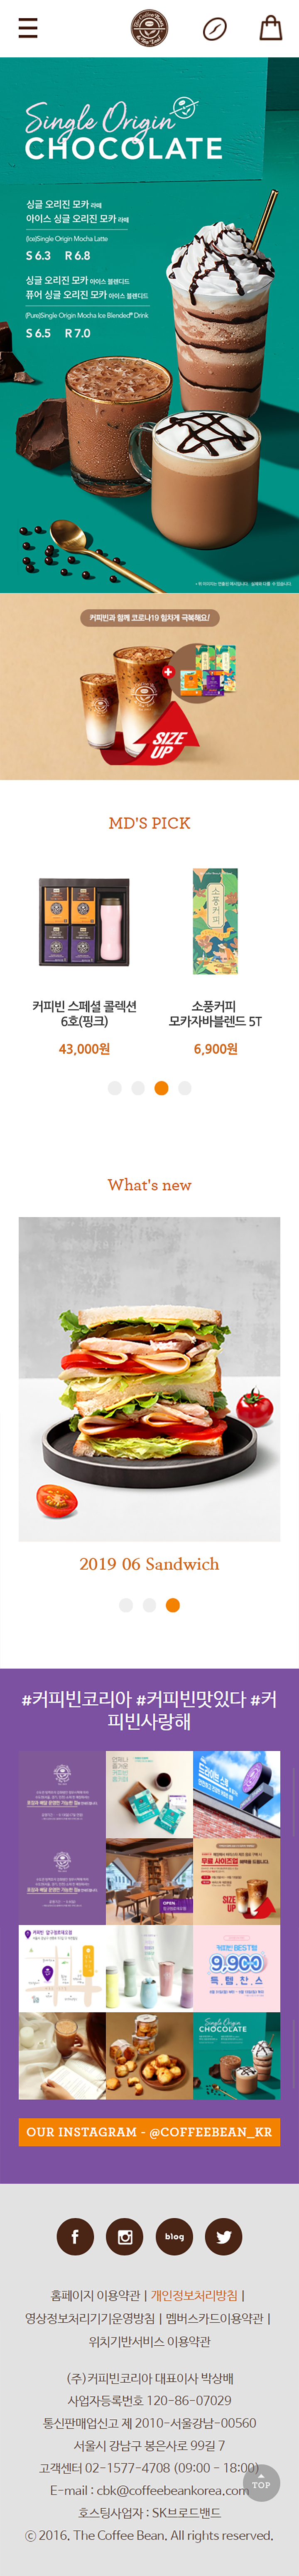 Single Origin
CHOCOLATE
싱글 오리진 모카 라떼
아이스 싱글 오리진 모카 라떼
(Ice)Single Origin Mocha Latte
S 6.3 R 6.8
싱글 오리진 모카 아이스 블렌디드
퓨어 싱글 오리진 모카 아이스 블렌디드
(Pure)Single Origin Mocha Ice Blended® Drink
S 6.5 R 7.0
커피빈과 함께 코로나19 힘차게 극복해요!
SIZE
UP
MD'S PICK
커피빈 스페셜 콜렉션
6호(핑크)
43,000원
소풍커피
소풍커피
모카자바블렌드 5T
6,900원
What's new
2019 06 Sandwich
#커피빈코리아 #커피빈맛있다 #커
피빈사랑해
OPEN
무료 사이즈업
SIZE
UP
커피빈 BEST템
9,900
득템찬스
Single Origin
CHOCOLATE
OUR INSTAGRAM - @COFFEEBEAN_KR
blog
홈페이지 이용약관 | 개인정보처리방침 |
영상정보처리기기운영방침 | 멤버스카드이용약관 |
위치기반서비스 이용약관
(주)커피빈코리아 대표이사 박상배
사업자등록번호 120-86-07029
통신판매업신고 제 2010-서울강남-00560
서울시 강남구 봉은사로 99길 7
고객센터 02-1577-4708 (09:00 - 18:00)
E-mail : cbk@coffeebeankorea.com
TOP
호스팅사업자 : SK브로드밴드
© 2016. The Coffee Bean. All rights reserved.